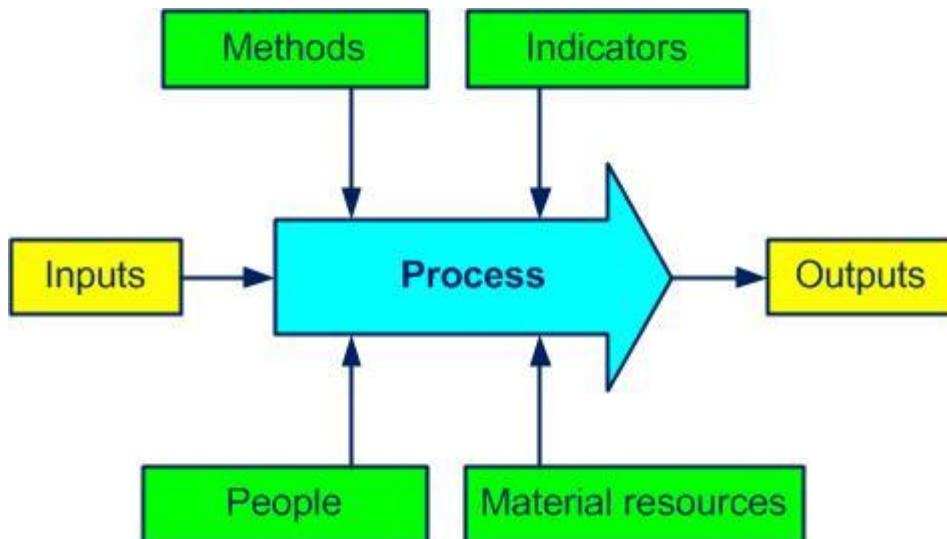 Methods
Indicators
Inputs
Process
Outputs
People
Material resources